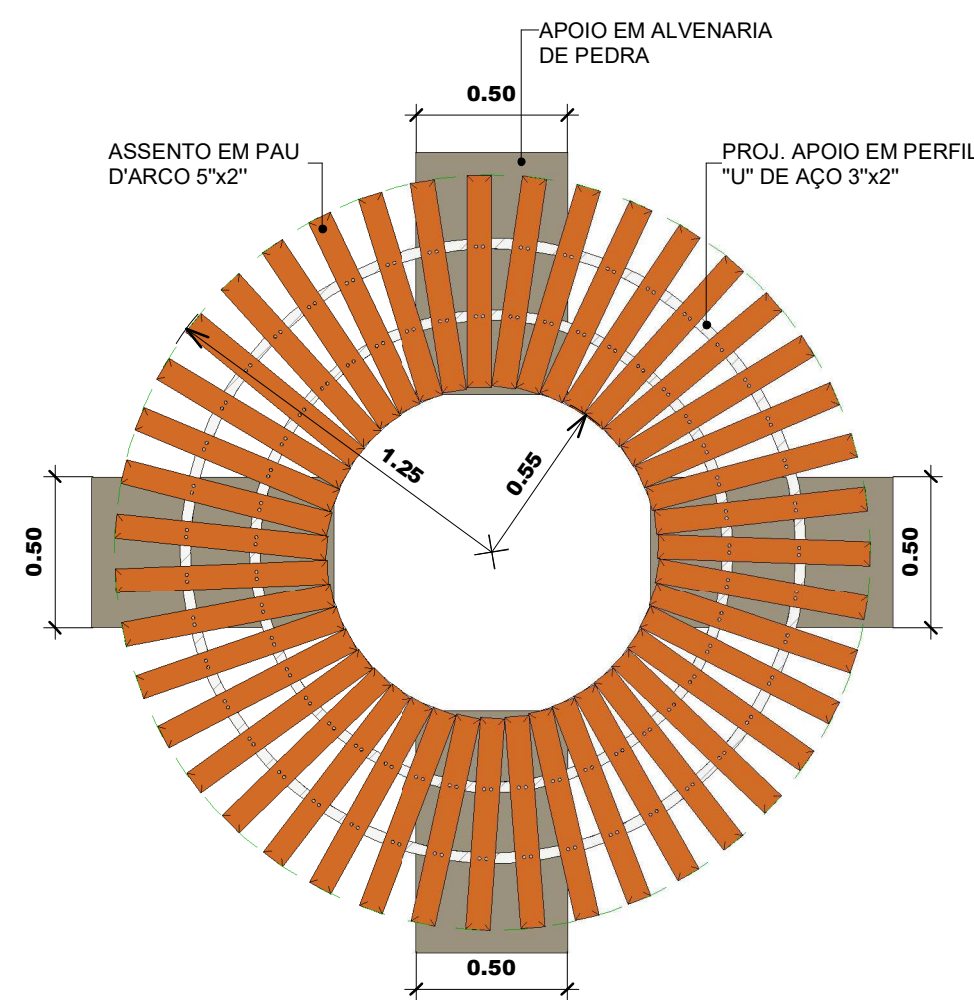 APOIO EM ALVENARIA
DE PEDRA
0.50
ASSENTO EM PAU
D'ARCO 5"x2"
PROJ. APOIO EM PERFIL
"U" DE AÇO 3"x2"
1.25
0.55
0.50
0.50
0.50